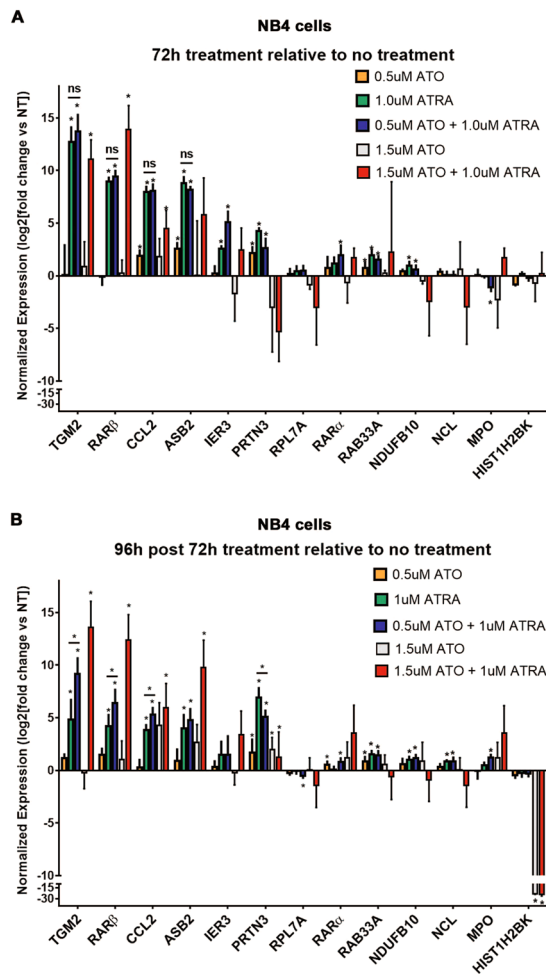 A
NB4 cells
72h treatment relative to no treatment
0.5uM ATO
1.0uM ATRA
0.5uM ATO + 1.0uM ATRA
1.5uM ATO
1.5uM ATO + 1.0uM ATRA
Normalized Expression (log2[fold change vs NT])
15
10
5
0
-5
-10
-15
-30
ns
ns
ns
ns
TGM2
RARβ
CCL2
ASB2
IER3
PRTN3
RPL7A
RARα
RAB33A
NDUFB10
NCL
MPO
HIST1H2BK
B
NB4 cells
96h post 72h treatment relative to no treatment
0.5uM ATO
1uM ATRA
0.5uM ATO + 1uM ATRA
1.5uM ATO
1.5uM ATO + 1uM ATRA
Normalized Expression (log2[fold change vs NT])
15
10
5
0
-5
-10
-15
-30
TGM2
RARβ
CCL2
ASB2
IER3
PRTN3
RPL7A
RARα
RAB33A
NDUFB10
NCL
MPO
HIST1H2BK